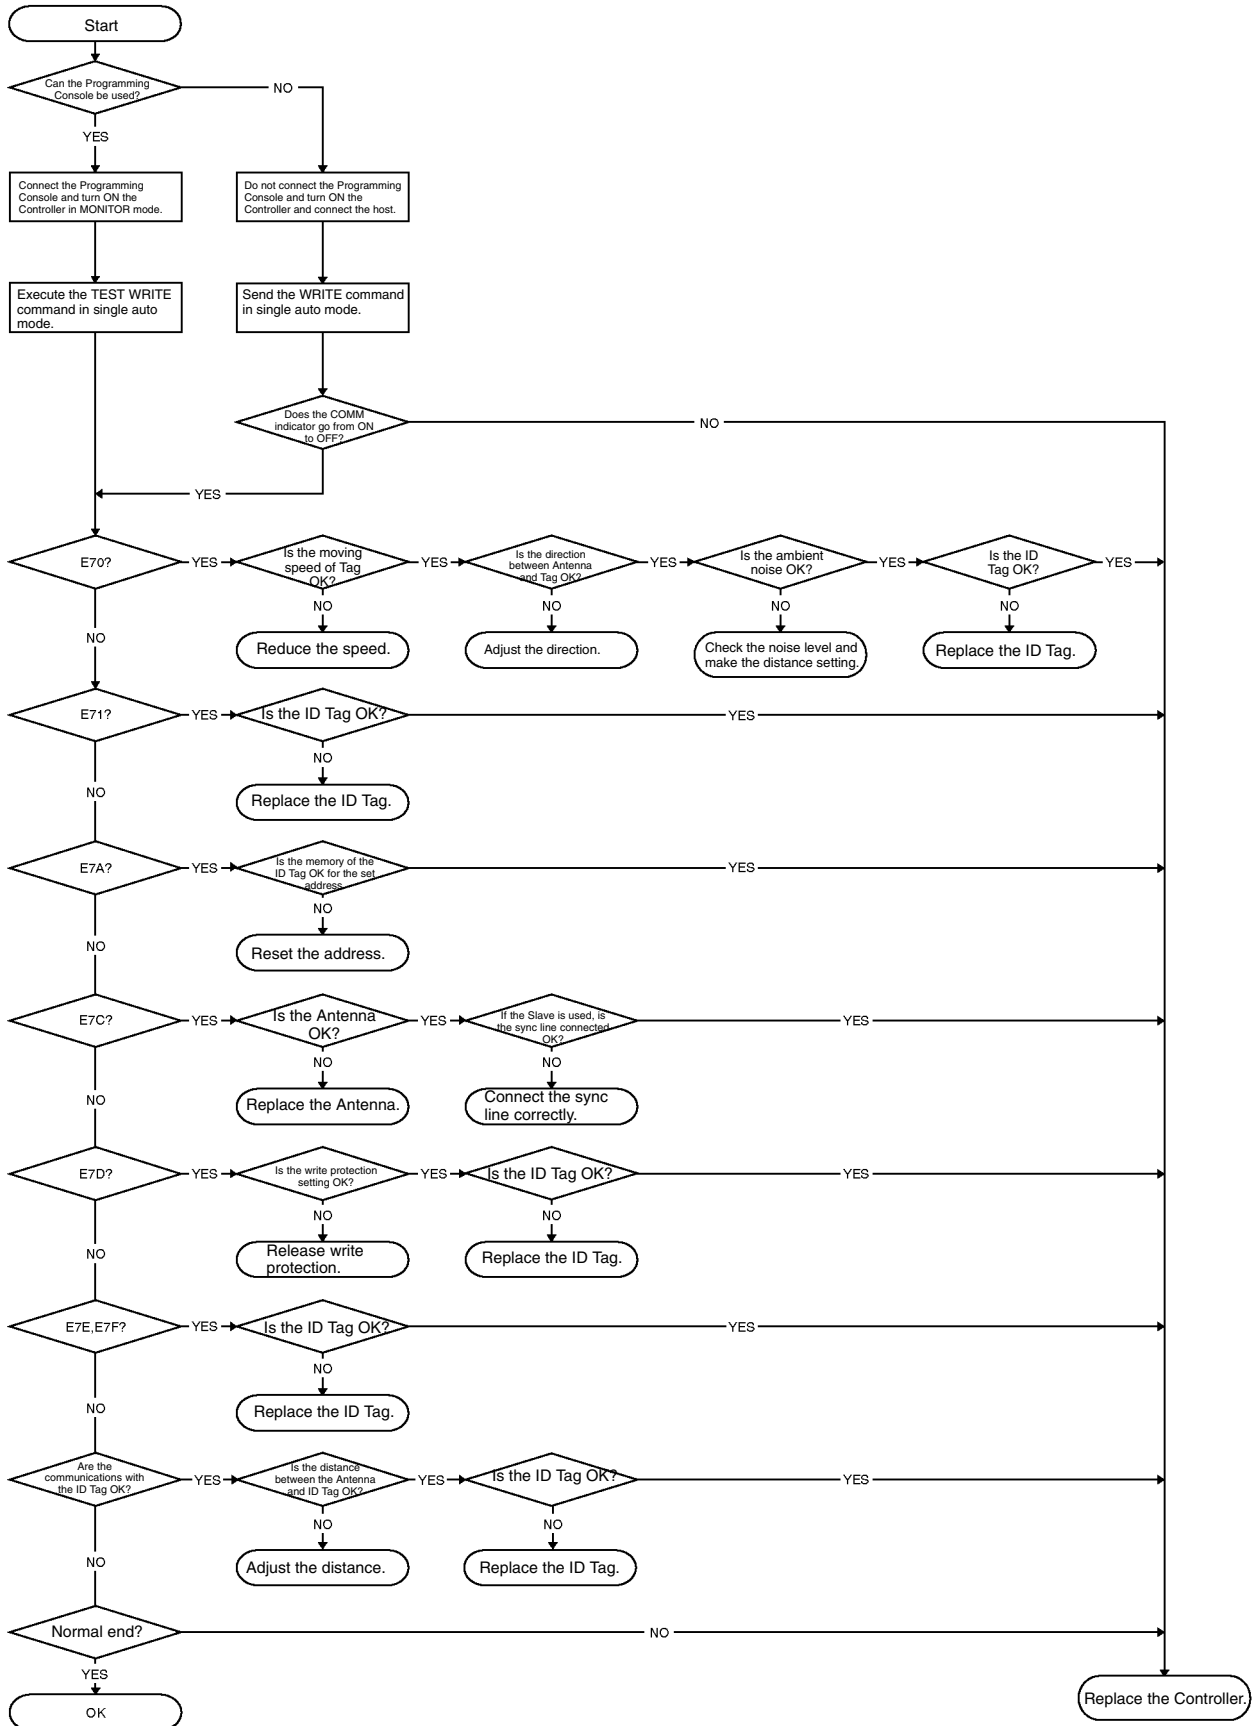 Start
Can the Programming
Console be used?
NO
YES
Connect the Programming
Console and turn ON the
Controller in MONITOR mode.
Do not connect the Programming
Console and turn ON the
Controller and connect the host.
Execute the TEST WRITE
command in single auto
mode.
Send the WRITE command
in single auto mode.
Does the COMM
indicator go from ON
to OFF?
NO
YES
E70?
YES
Is the moving
speed of Tag
OK?
YES
Is the direction
between Antenna
and Tag OK?
YES
Is the ambient
noise OK?
YES
Is the ID
Tag OK?
YES
NO
NO
NO
NO
NO
Reduce the speed.
Adjust the direction.
Check the noise level and
make the distance setting.
Replace the ID Tag.
E71?
YES
Is the ID Tag OK?
YES
NO
NO
Replace the ID Tag.
E7A?
YES
Is the memory of the
ID Tag OK for the set
address
YES
NO
NO
Reset the address.
E7C?
YES
Is the Antenna
OK?
YES
If the Slave is used, is
the sync line connected
OK?
YES
NO
NO
NO
Replace the Antenna.
Connect the sync
line correctly.
E7D?
YES
Is the write protection
setting OK?
YES
Is the ID Tag OK?
YES
NO
NO
NO
Release write
protection.
Replace the ID Tag.
E7E,E7F?
YES
Is the ID Tag OK?
YES
NO
NO
Replace the ID Tag.
Are the
communications with
the ID Tag OK?
YES
Is the distance
between the Antenna
and ID Tag OK?
YES
Is the ID Tag OK?
YES
NO
NO
NO
Adjust the distance.
Replace the ID Tag.
Normal end?
NO
YES
OK
Replace the Controller.